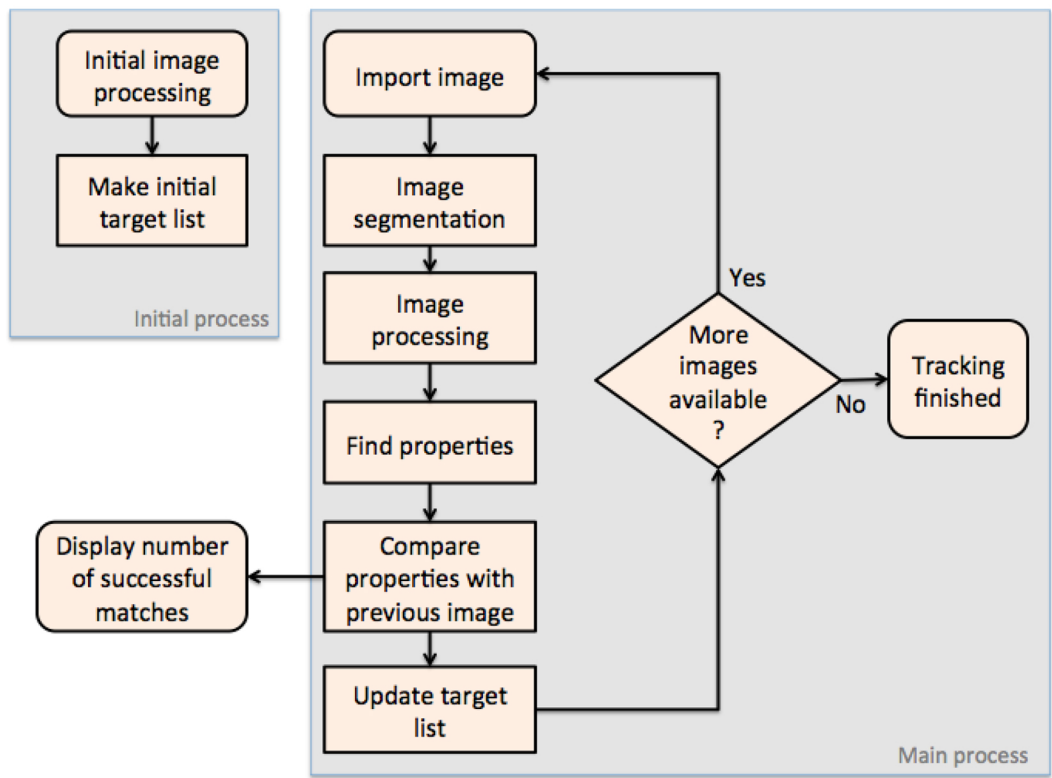 Initial image
processing
Make initial
target list
Initial process
Import image
Image
segmentation
Image
processing
Find properties
Compare
properties with
previous image
Display number
of successful
matches
Update target
list
More
images
available
?
Yes
No
Tracking
finished
Main process